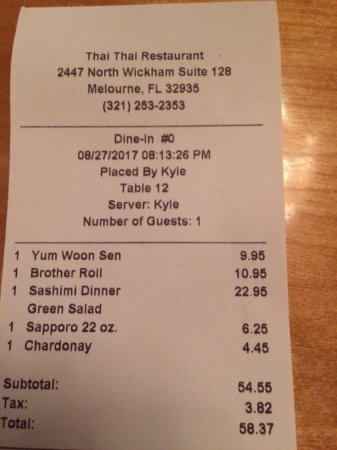 Thai Thai Restaurant
2447 North Wickham Suite 128
Melourne, FL 32935
(321) 253-2353
Dine-In #0
08/27/2017 08:13:26 PM
Placed By Kyle
Table 12
Server: Kyle
Number of Guests: 1
1 Yum Woon Sen 9.95
1 Brother Roll 10.95
1 Sashimi Dinner 22.95
Green Salad
1 Sapporo 22 oz. 6.25
1 Chardonay 4.45
Subtotal: 54.55
Tax: 3.82
Total: 58.37